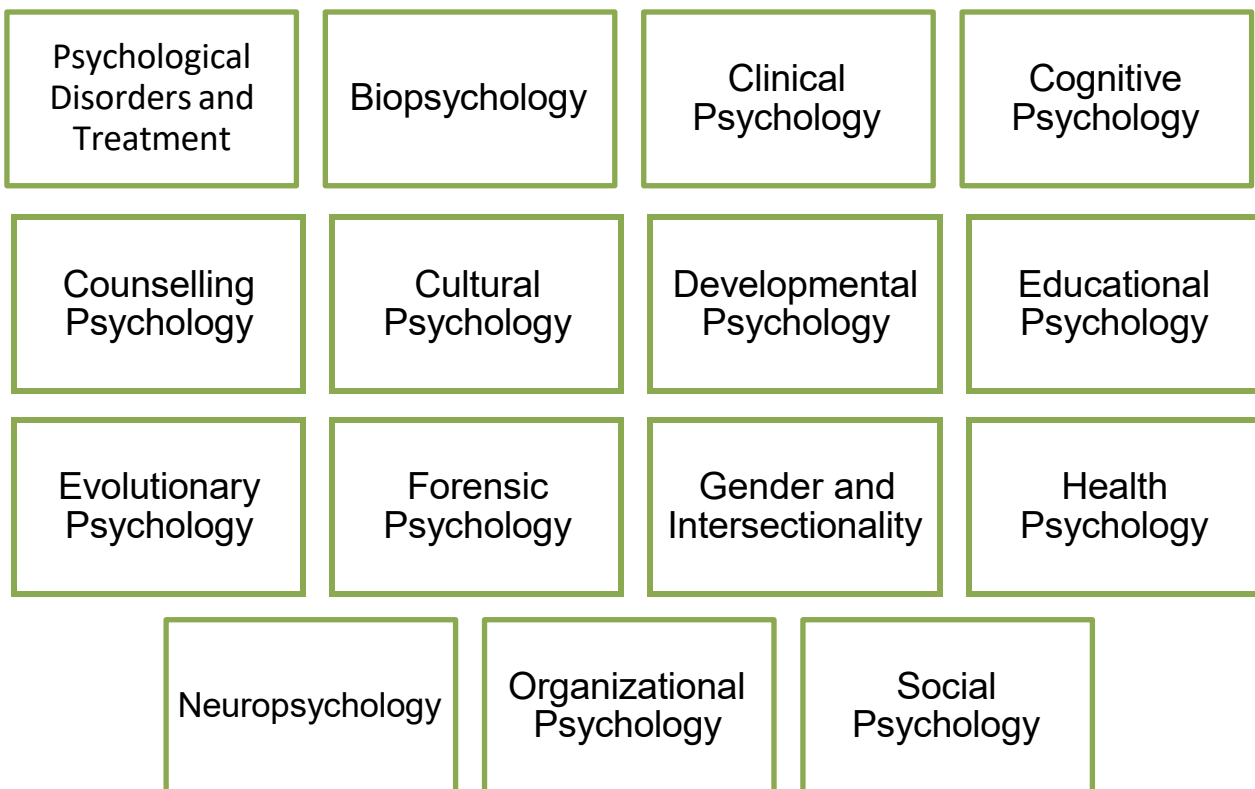 Psychological
Disorders and
Treatment
Biopsychology
Clinical
Psychology
Cognitive
Psychology
Counselling
Psychology
Cultural
Psychology
Developmental
Psychology
Educational
Psychology
Evolutionary
Psychology
Forensic
Psychology
Gender and
Intersectionality
Health
Psychology
Neuropsychology
Organizational
Psychology
Social
Psychology